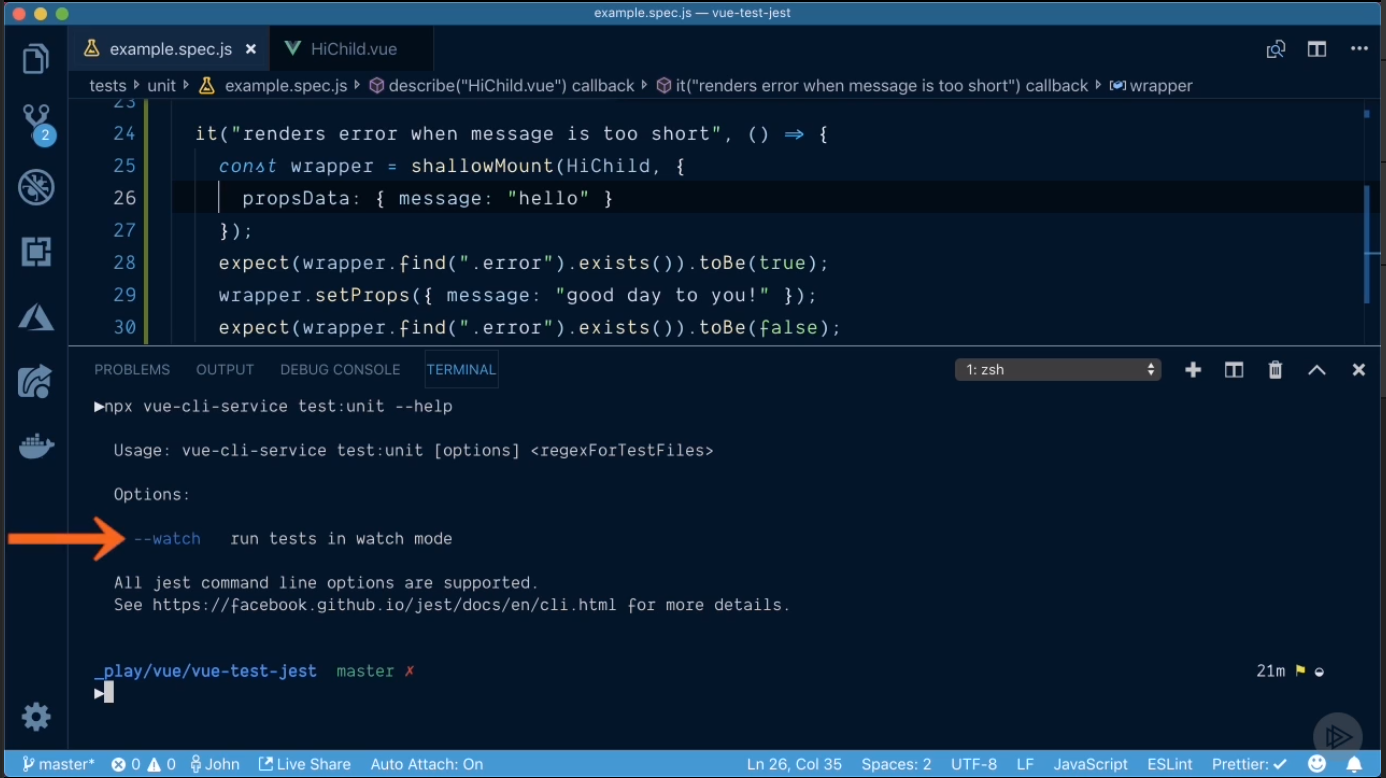 example.spec.js — vue-test-jest
example.spec.js × HiChild.vue
tests unit example.spec.js describe("HiChild.vue") callback it("renders error when message is too short") callback wrapper
23
24 it("renders error when message is too short", () => {
25 const wrapper = shallowMount(HiChild, {
26 propsData: { message: "hello" }
27 });
28 expect(wrapper.find(".error").exists()).toBe(true);
29 wrapper.setProps({ message: "good day to you!" });
30 expect(wrapper.find(".error").exists()).toBe(false);
2
PROBLEMS OUTPUT DEBUG CONSOLE TERMINAL 1: zsh
▶npx vue-cli-service test:unit --help
Usage: vue-cli-service test:unit [options] <regexForTestFiles>
Options:
--watch run tests in watch mode
All jest command line options are supported.
See https://facebook.github.io/jest/docs/en/cli.html for more details.
_play/vue/vue-test-jest master ✗ 21m
▶
master* 0 0 John Live Share Auto Attach: On Ln 26, Col 35 Spaces: 2 UTF-8 LF JavaScript ESLint Prettier: ✓